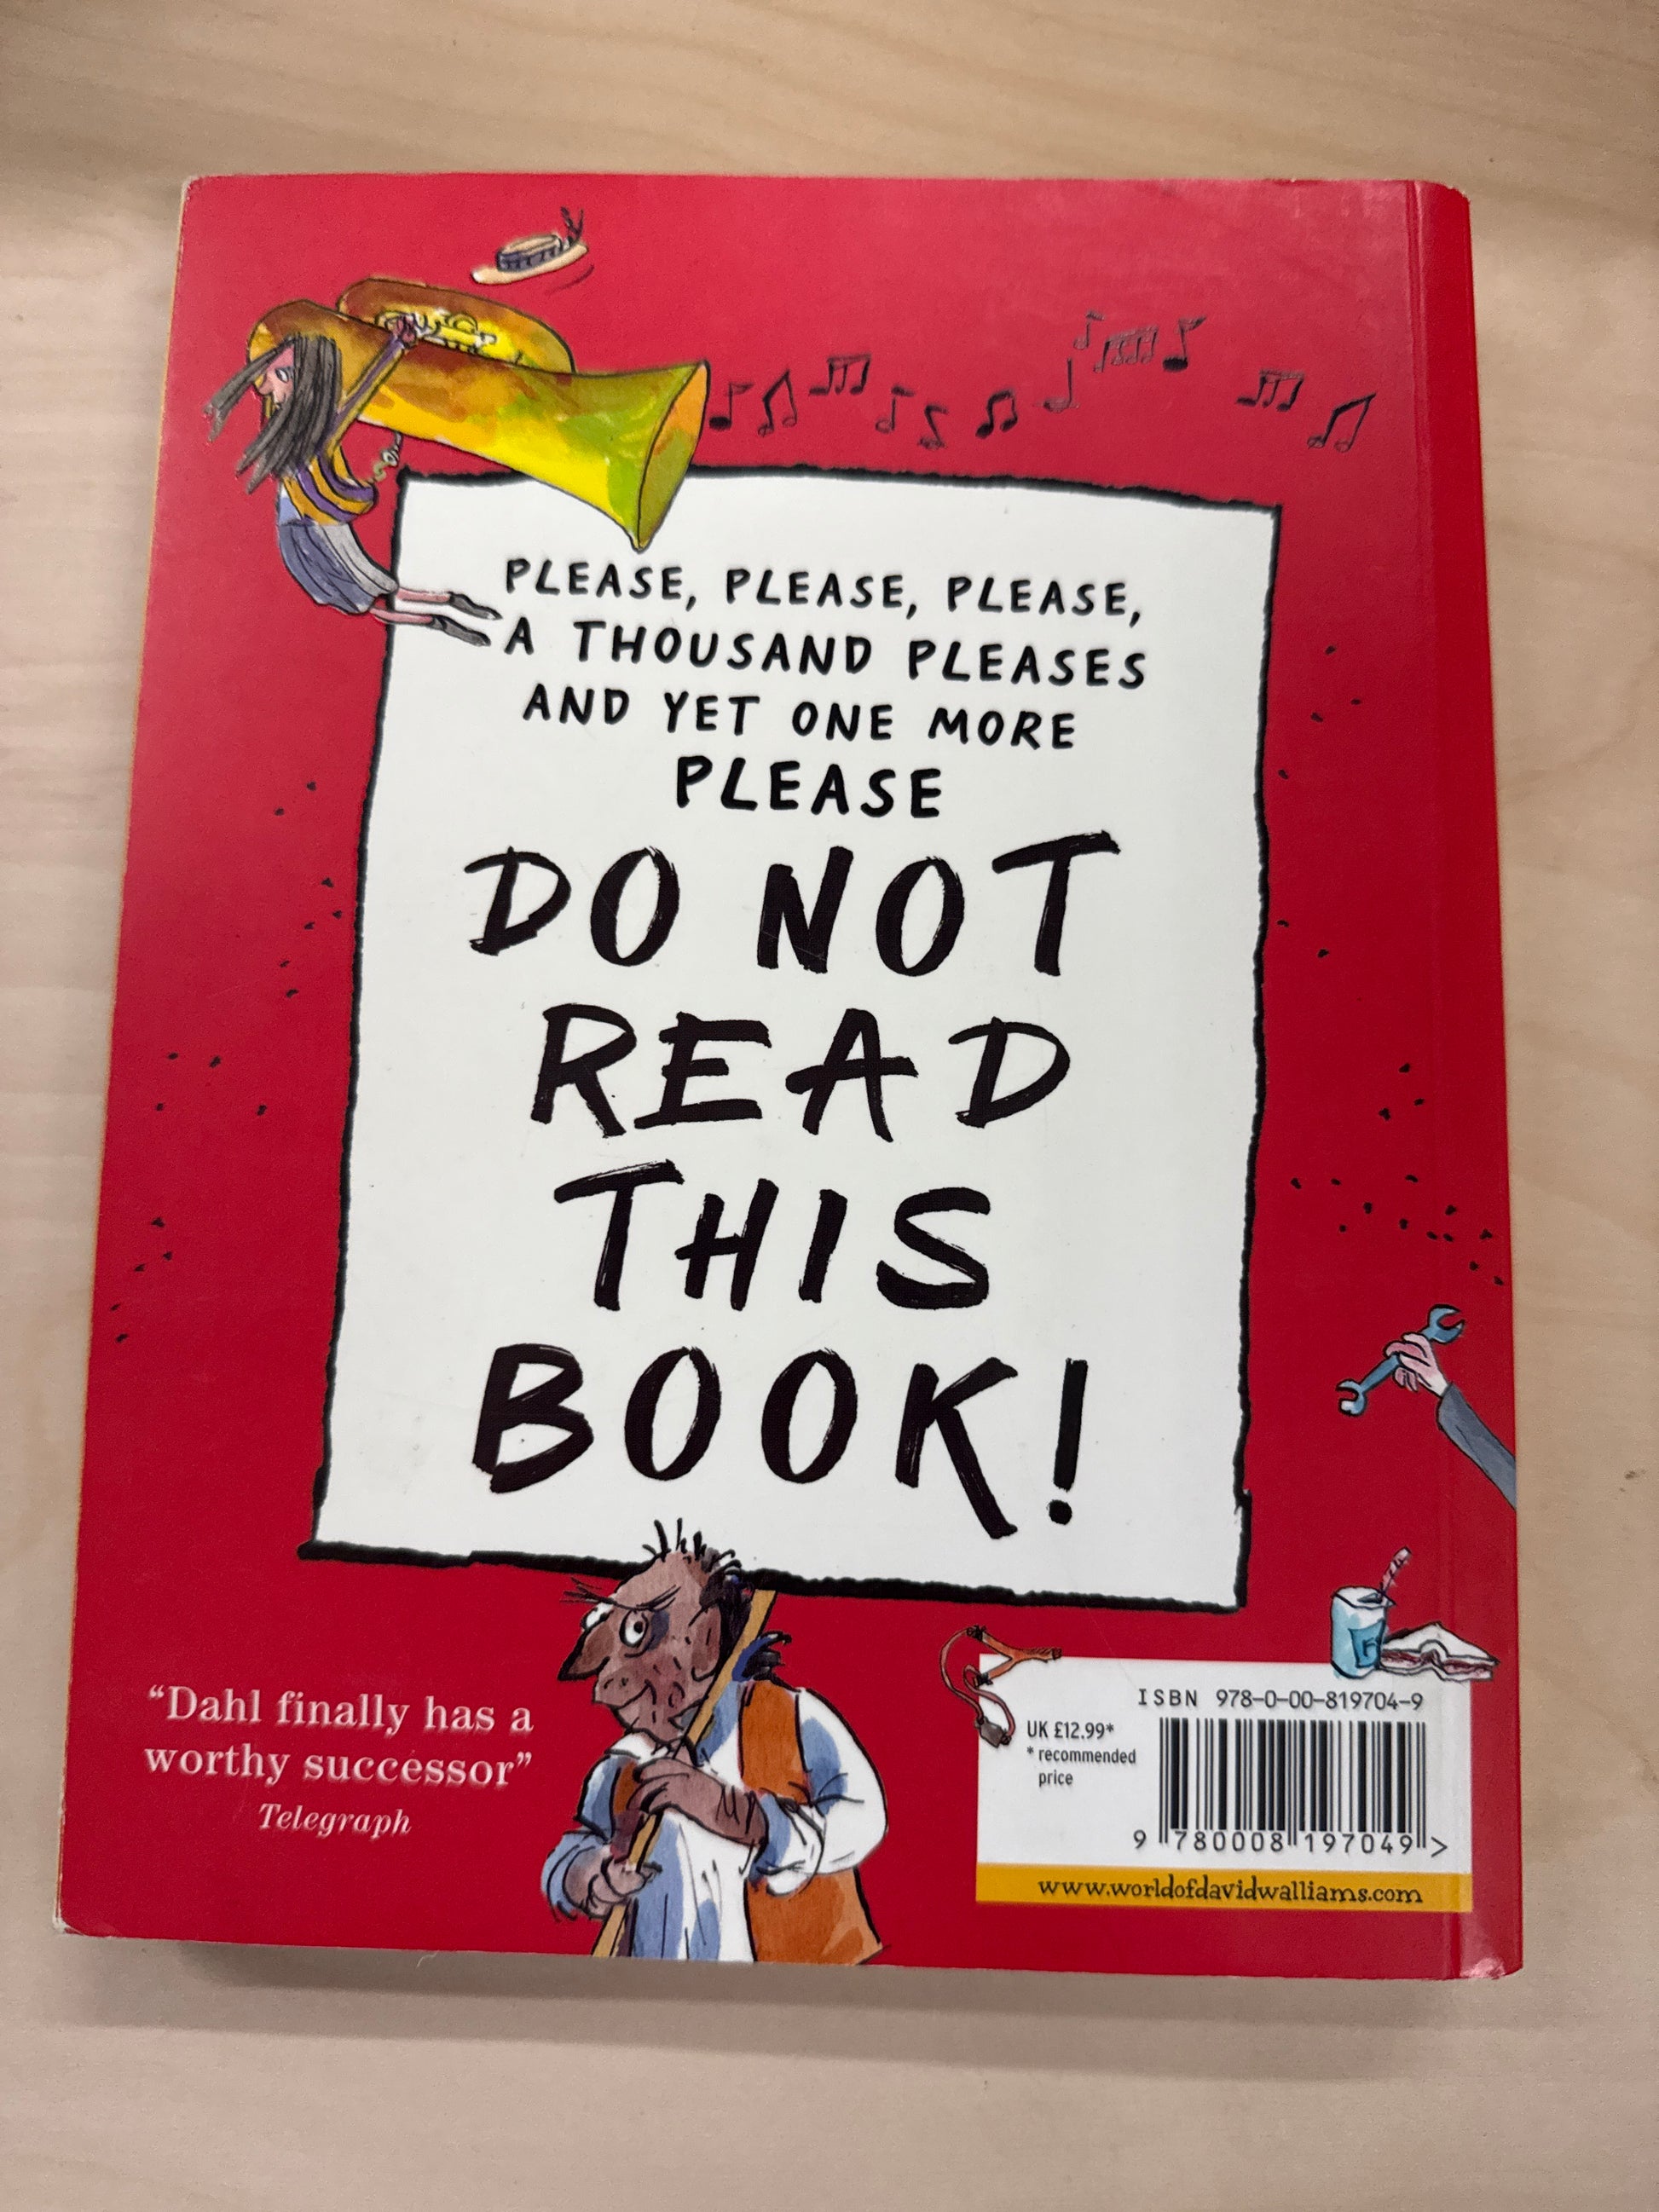 PLEASE, PLEASE, PLEASE,
A THOUSAND PLEASES
AND YET ONE MORE
PLEASE
DO NOT
READ
THIS
BOOK!
“Dahl finally has a
worthy successor”
Telegraph
ISBN 978-0-00-819704-9
UK £12.99*
* recommended
price
9 780008 197049 >
www.worldofdavidwalliams.com